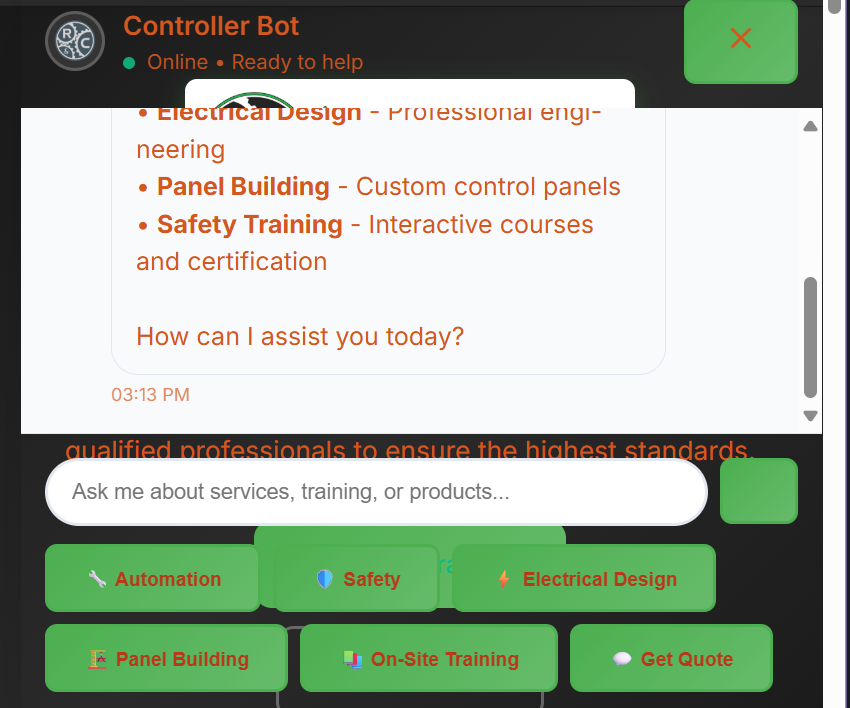 Controller Bot
Online • Ready to help
• Electrical Design - Professional engi-
neering
• Panel Building - Custom control panels
• Safety Training - Interactive courses
and certification
How can I assist you today?
03:13 PM
qualified professionals to ensure the highest standards.
Ask me about services, training, or products...
Automation
Safety
Electrical Design
Panel Building
On-Site Training
Get Quote